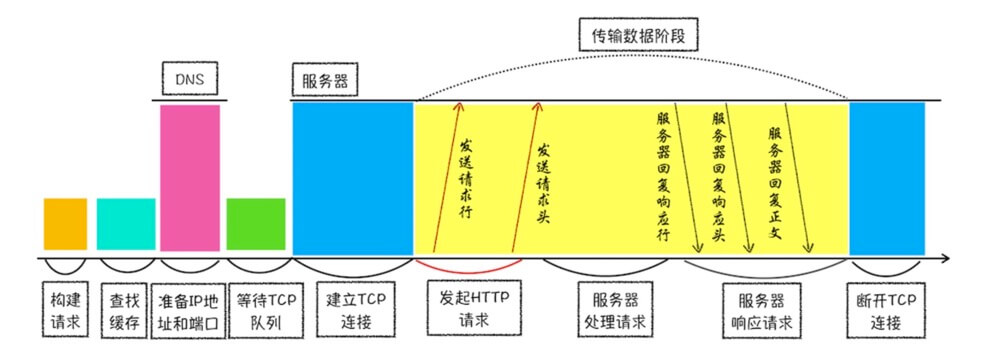 传输数据阶段
DNS
服务器
发送请求行
发送请求头
服务器回复响应行
服务器回复响应头
服务器回复正文
构建
请求
查找
缓存
准备IP地
址和端口
等待TCP
队列
建立TCP
连接
发起HTTP
请求
服务器
处理请求
服务器
响应请求
断开TCP
连接